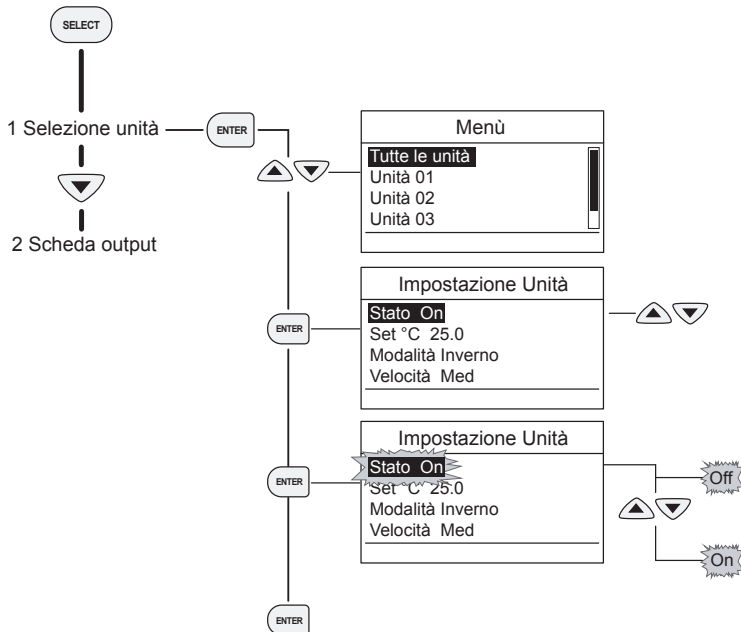 SELECT
1 Selezione unità
ENTER
Menù
Tutte le unità
Unità 01
Unità 02
Unità 03
2 Scheda output
ENTER
Impostazione Unità
Stato On
Set °C 25.0
Modalità Inverno
Velocità Med
ENTER
Impostazione Unità
Stato On
Set °C 25.0
Modalità Inverno
Velocità Med
Off
On
ENTER